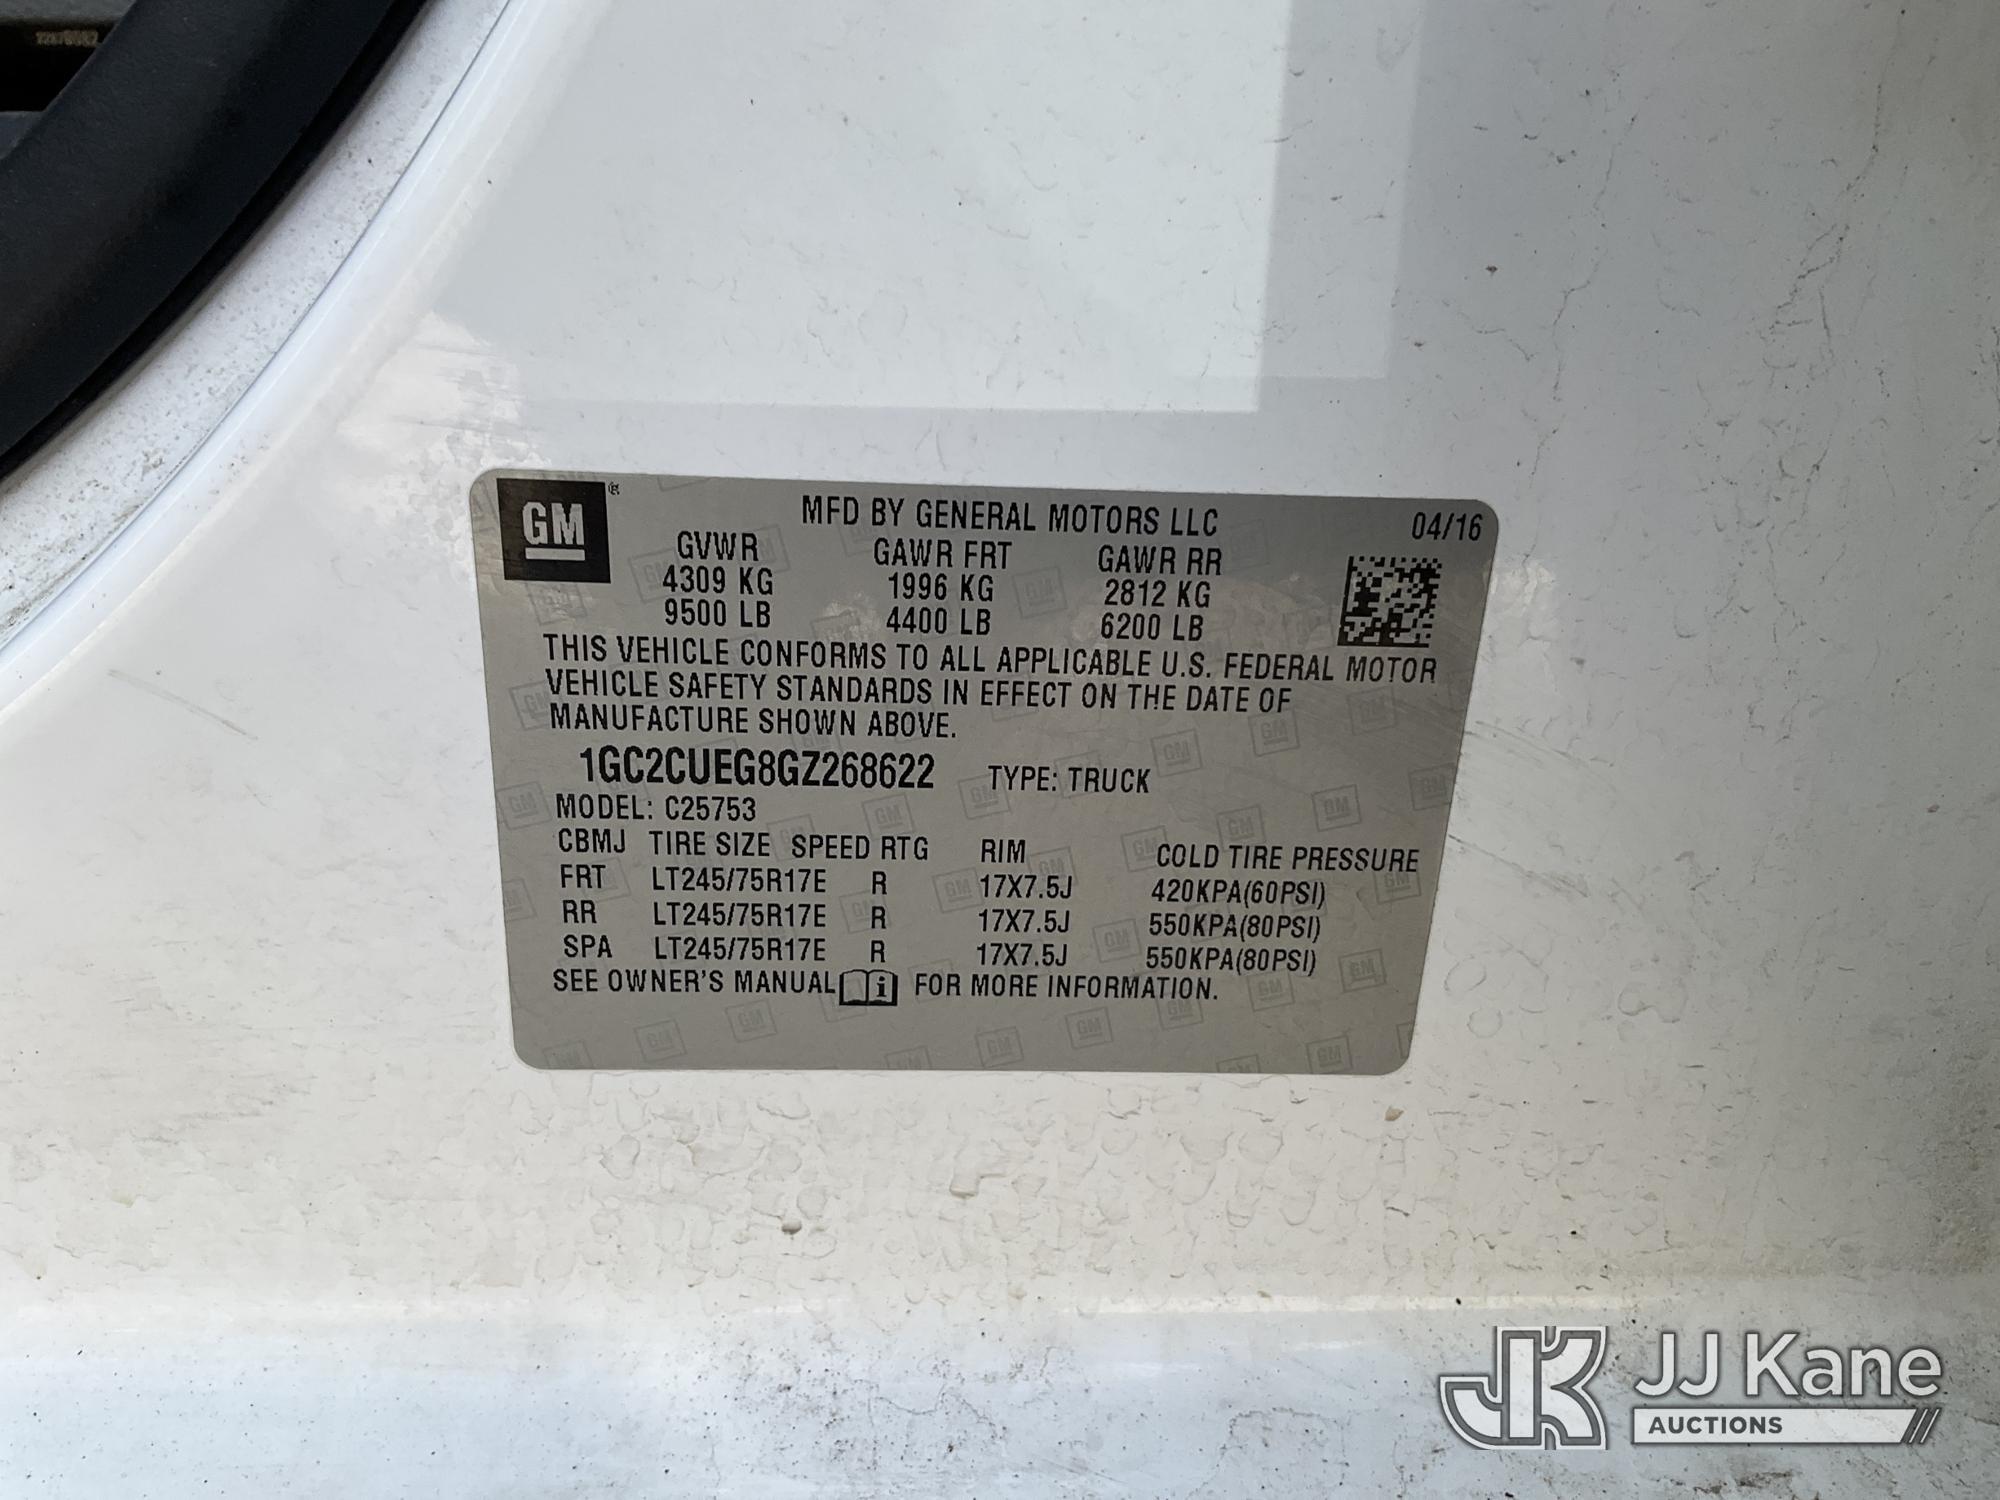 GM
MFD BY GENERAL MOTORS LLC 04/16
GVWR GAWR FRT GAWR RR
4309 KG 1996 KG 2812 KG
9500 LB 4400 LB 6200 LB
THIS VEHICLE CONFORMS TO ALL APPLICABLE U.S. FEDERAL MOTOR
VEHICLE SAFETY STANDARDS IN EFFECT ON THE DATE OF
MANUFACTURE SHOWN ABOVE.
1GC2CUEG8GZ268622 TYPE: TRUCK
MODEL: C25753
CBMJ TIRE SIZE SPEED RTG RIM COLD TIRE PRESSURE
FRT LT245/75R17E R 17X7.5J 420KPA(60PSI)
RR LT245/75R17E R 17X7.5J 550KPA(80PSI)
SPA LT245/75R17E R 17X7.5J 550KPA(80PSI)
SEE OWNER'S MANUAL i FOR MORE INFORMATION.
JK JJ Kane
AUCTIONS